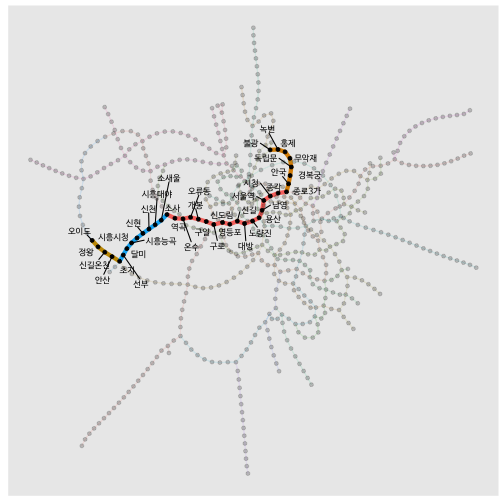 녹번
불광
홍제
독립문
무악재
안국
경복궁
시청
종각
서울역
종로3가
소새울
시흥대야
오류동
신천
초사
개봉
신도림
신길
남영
신현
용산
오이도
시흥시청
역곡
구일
영등포
노량진
정왕
시흥능곡
온수
구로
대방
신길온천
달미
초지
안산
선부